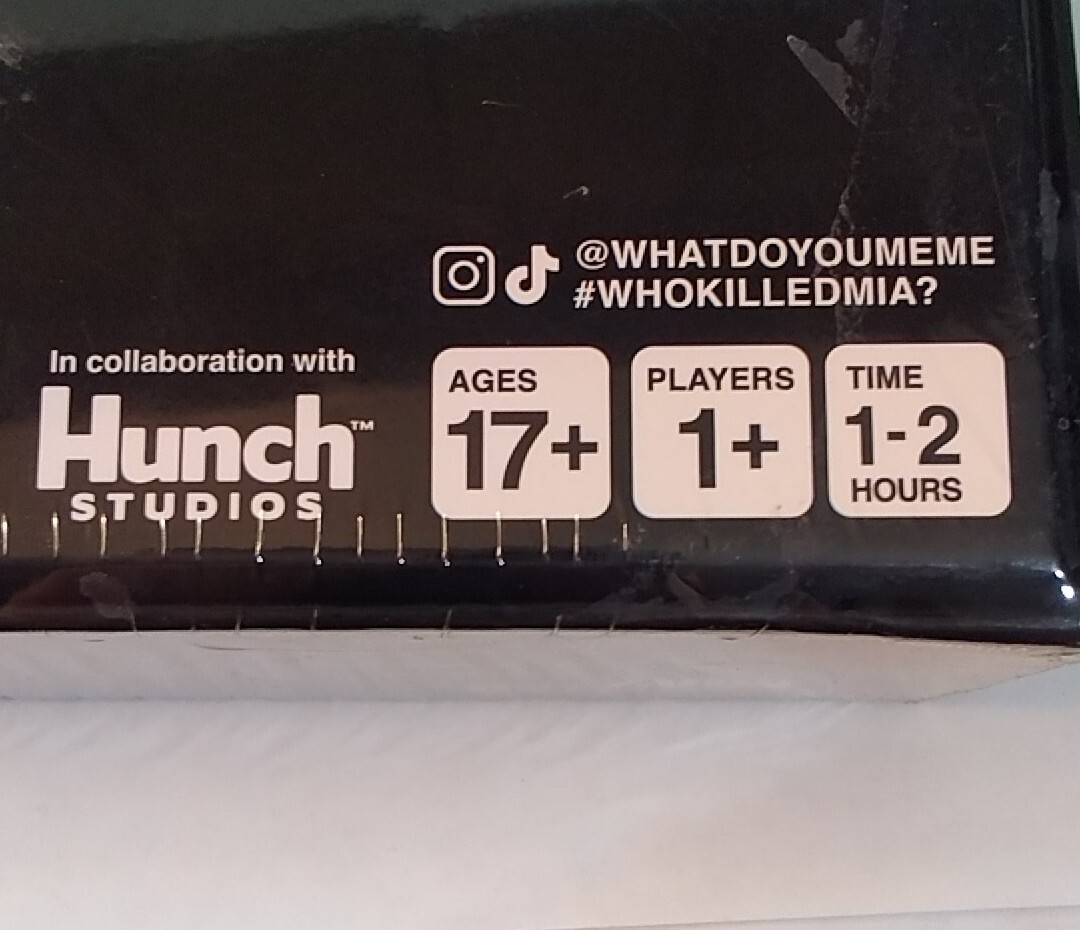 @WHATDOYOUMEME
#WHOKILLEDMIA?
In collaboration with
Hunch™
STUDIOS
AGES
17+
PLAYERS
1+
TIME
1-2
HOURS